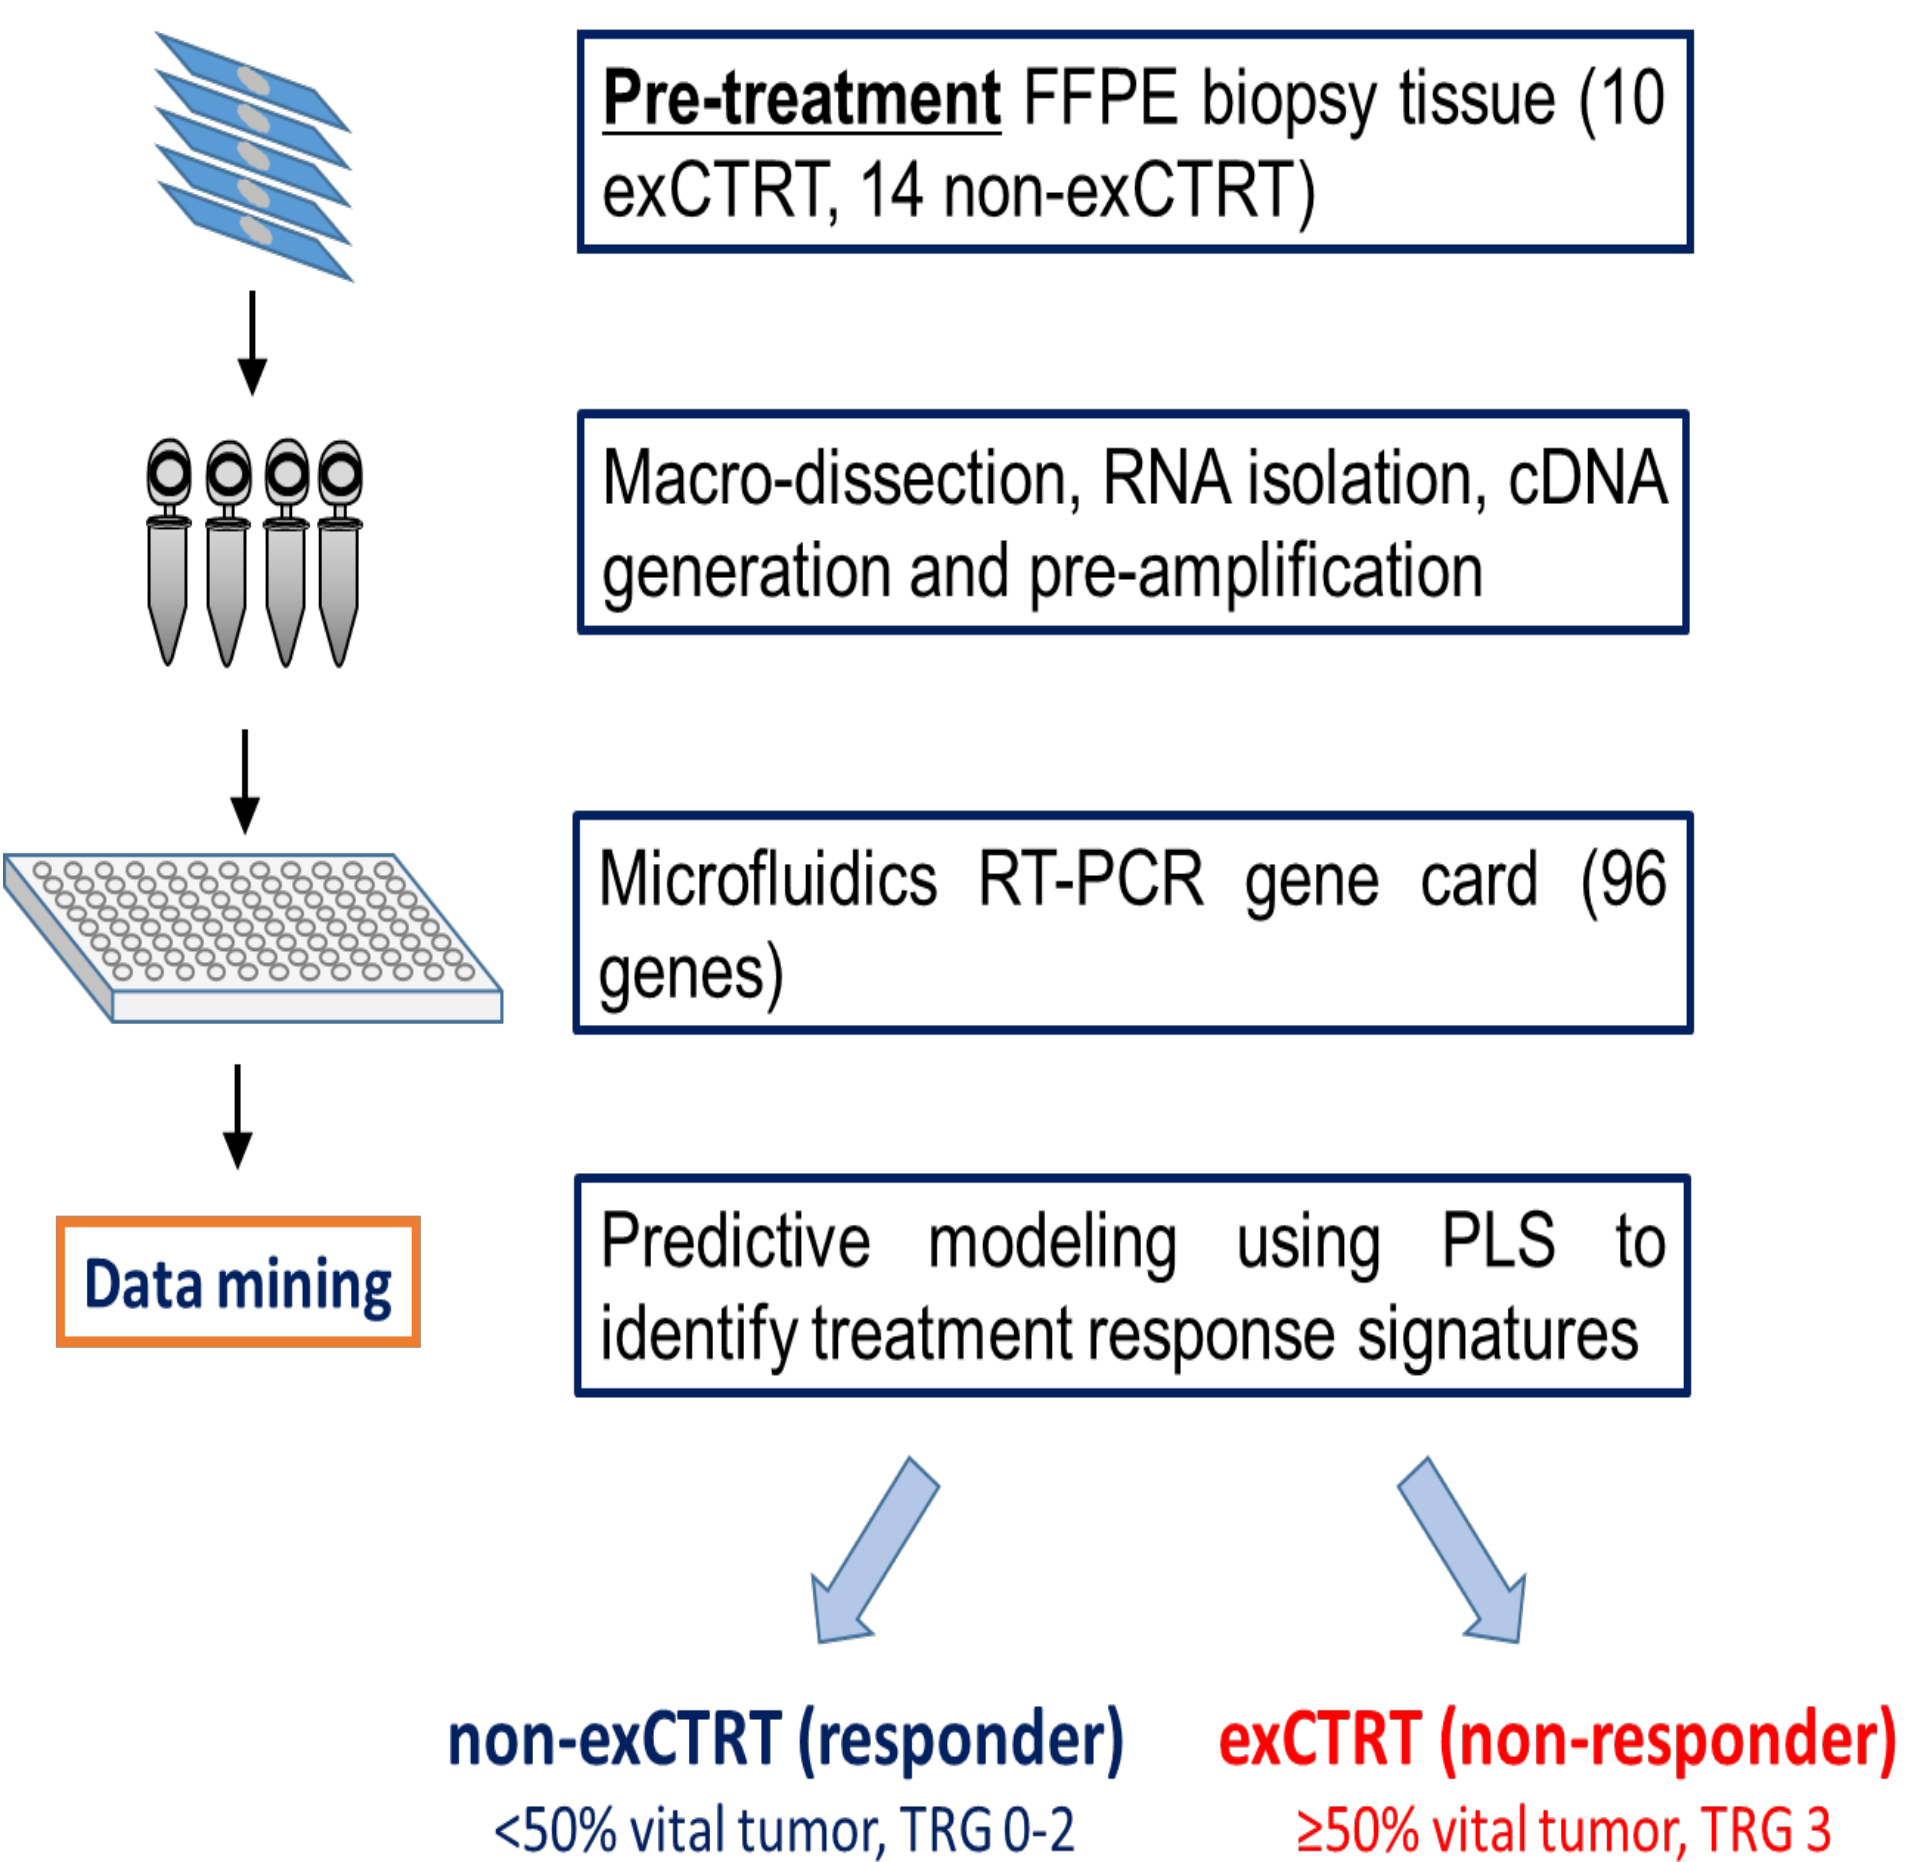 Pre-treatment FFPE biopsy tissue (10
exCTRT, 14 non-exCTRT)
Macro-dissection, RNA isolation, cDNA
generation and pre-amplification
Microfluidics RT-PCR gene card (96
genes)
Data mining
Predictive modeling using PLS to
identify treatment response signatures
non-exCTRT (responder)
<50% vital tumor, TRG 0-2
exCTRT (non-responder)
≥50% vital tumor, TRG 3